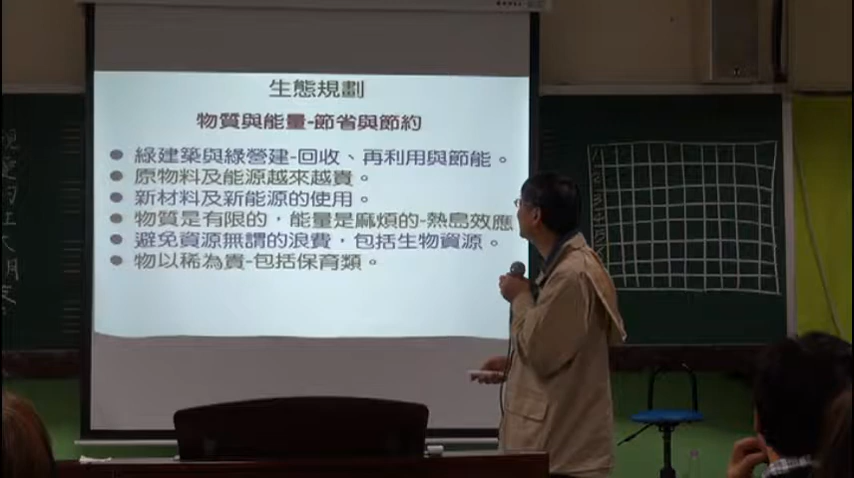 生態規劃
物質與能量-節省與節約
● 綠建築與綠營建-回收、再利用與節能。
● 原物料及能源越來越貴。
● 新材料及新能源的使用。
● 物質是有限的，能量是麻煩的-熱島效應
● 避免資源無謂的浪費，包括生物資源。
● 物以稀為貴-包括保育類。